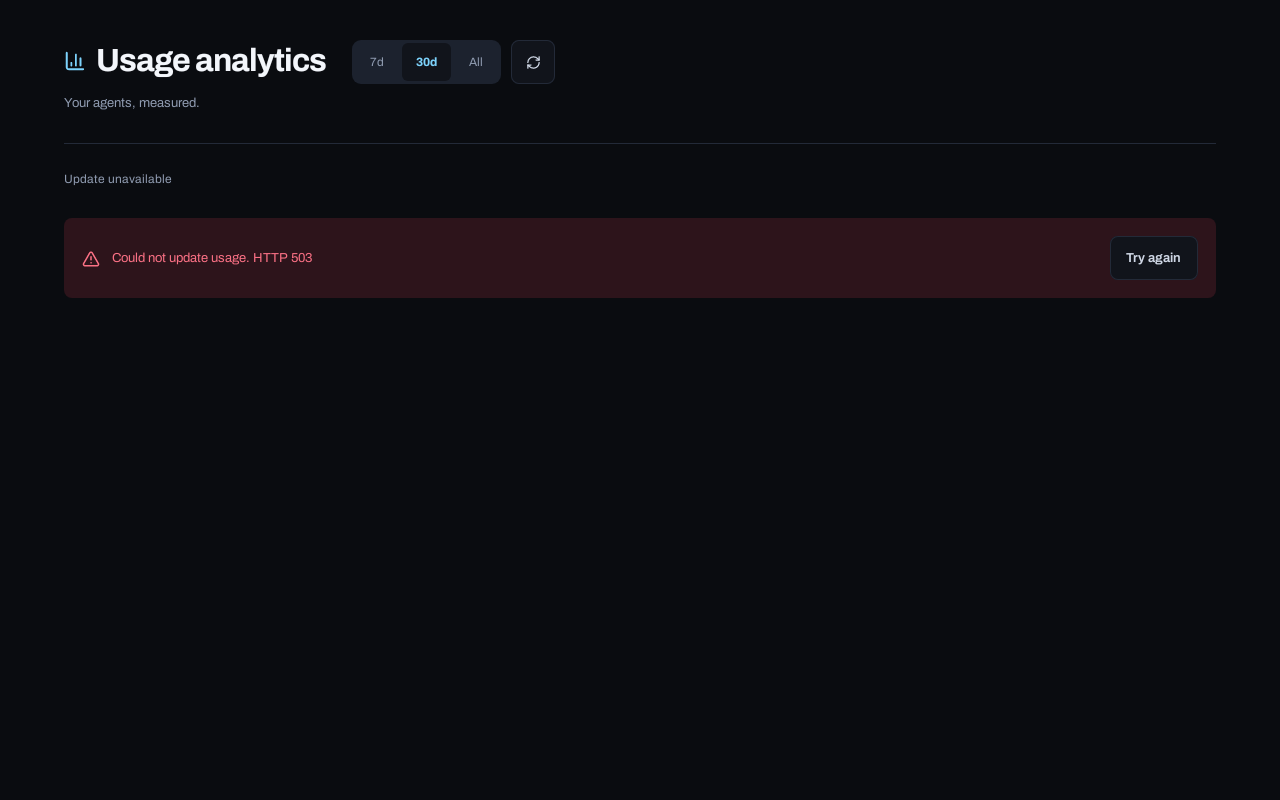 Usage analytics
7d 30d All
Your agents, measured.
Update unavailable
Could not update usage. HTTP 503
Try again